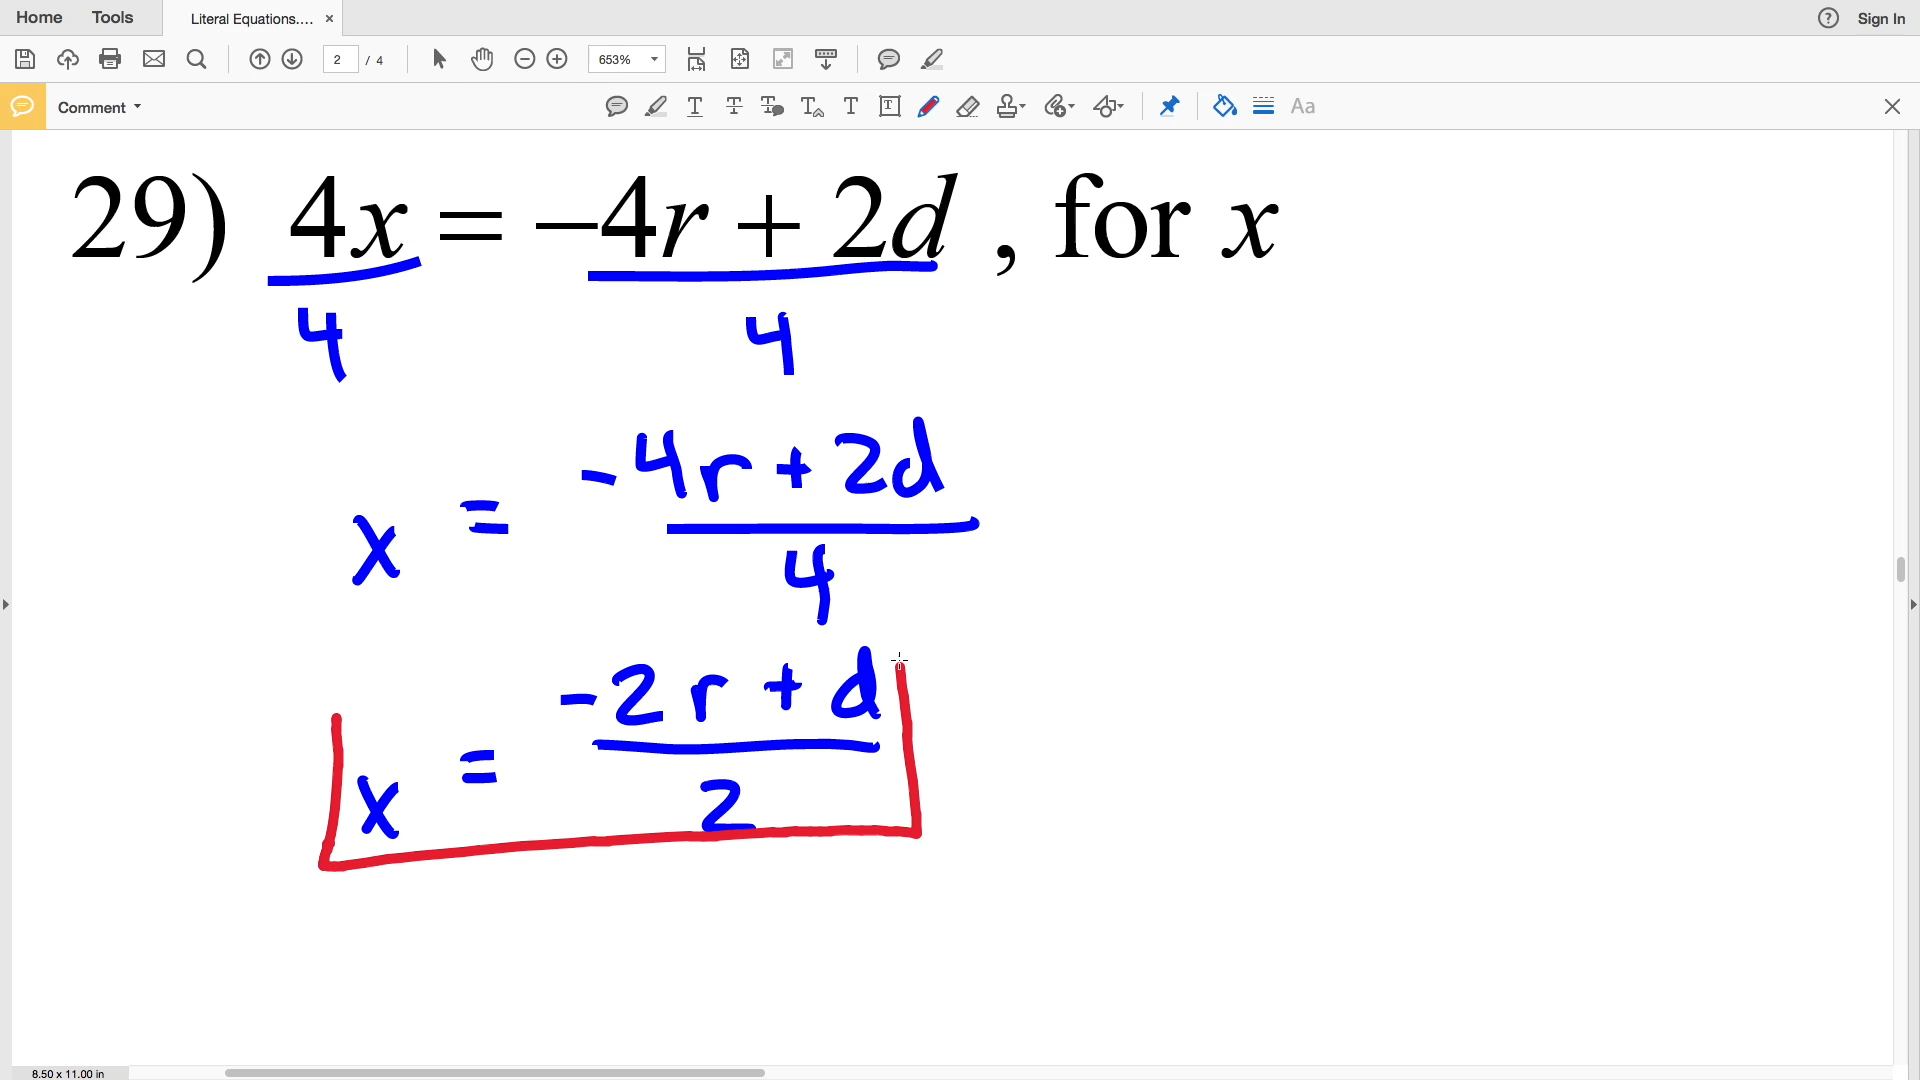 Home Tools Literal Equations.... × ? Sign In
2 / 4 653%
Comment Aa
29) 4x = −4r + 2d , for x
4 4
-4r + 2d
x =
4
-2r + d
x =
2
8.50 x 11.00 in